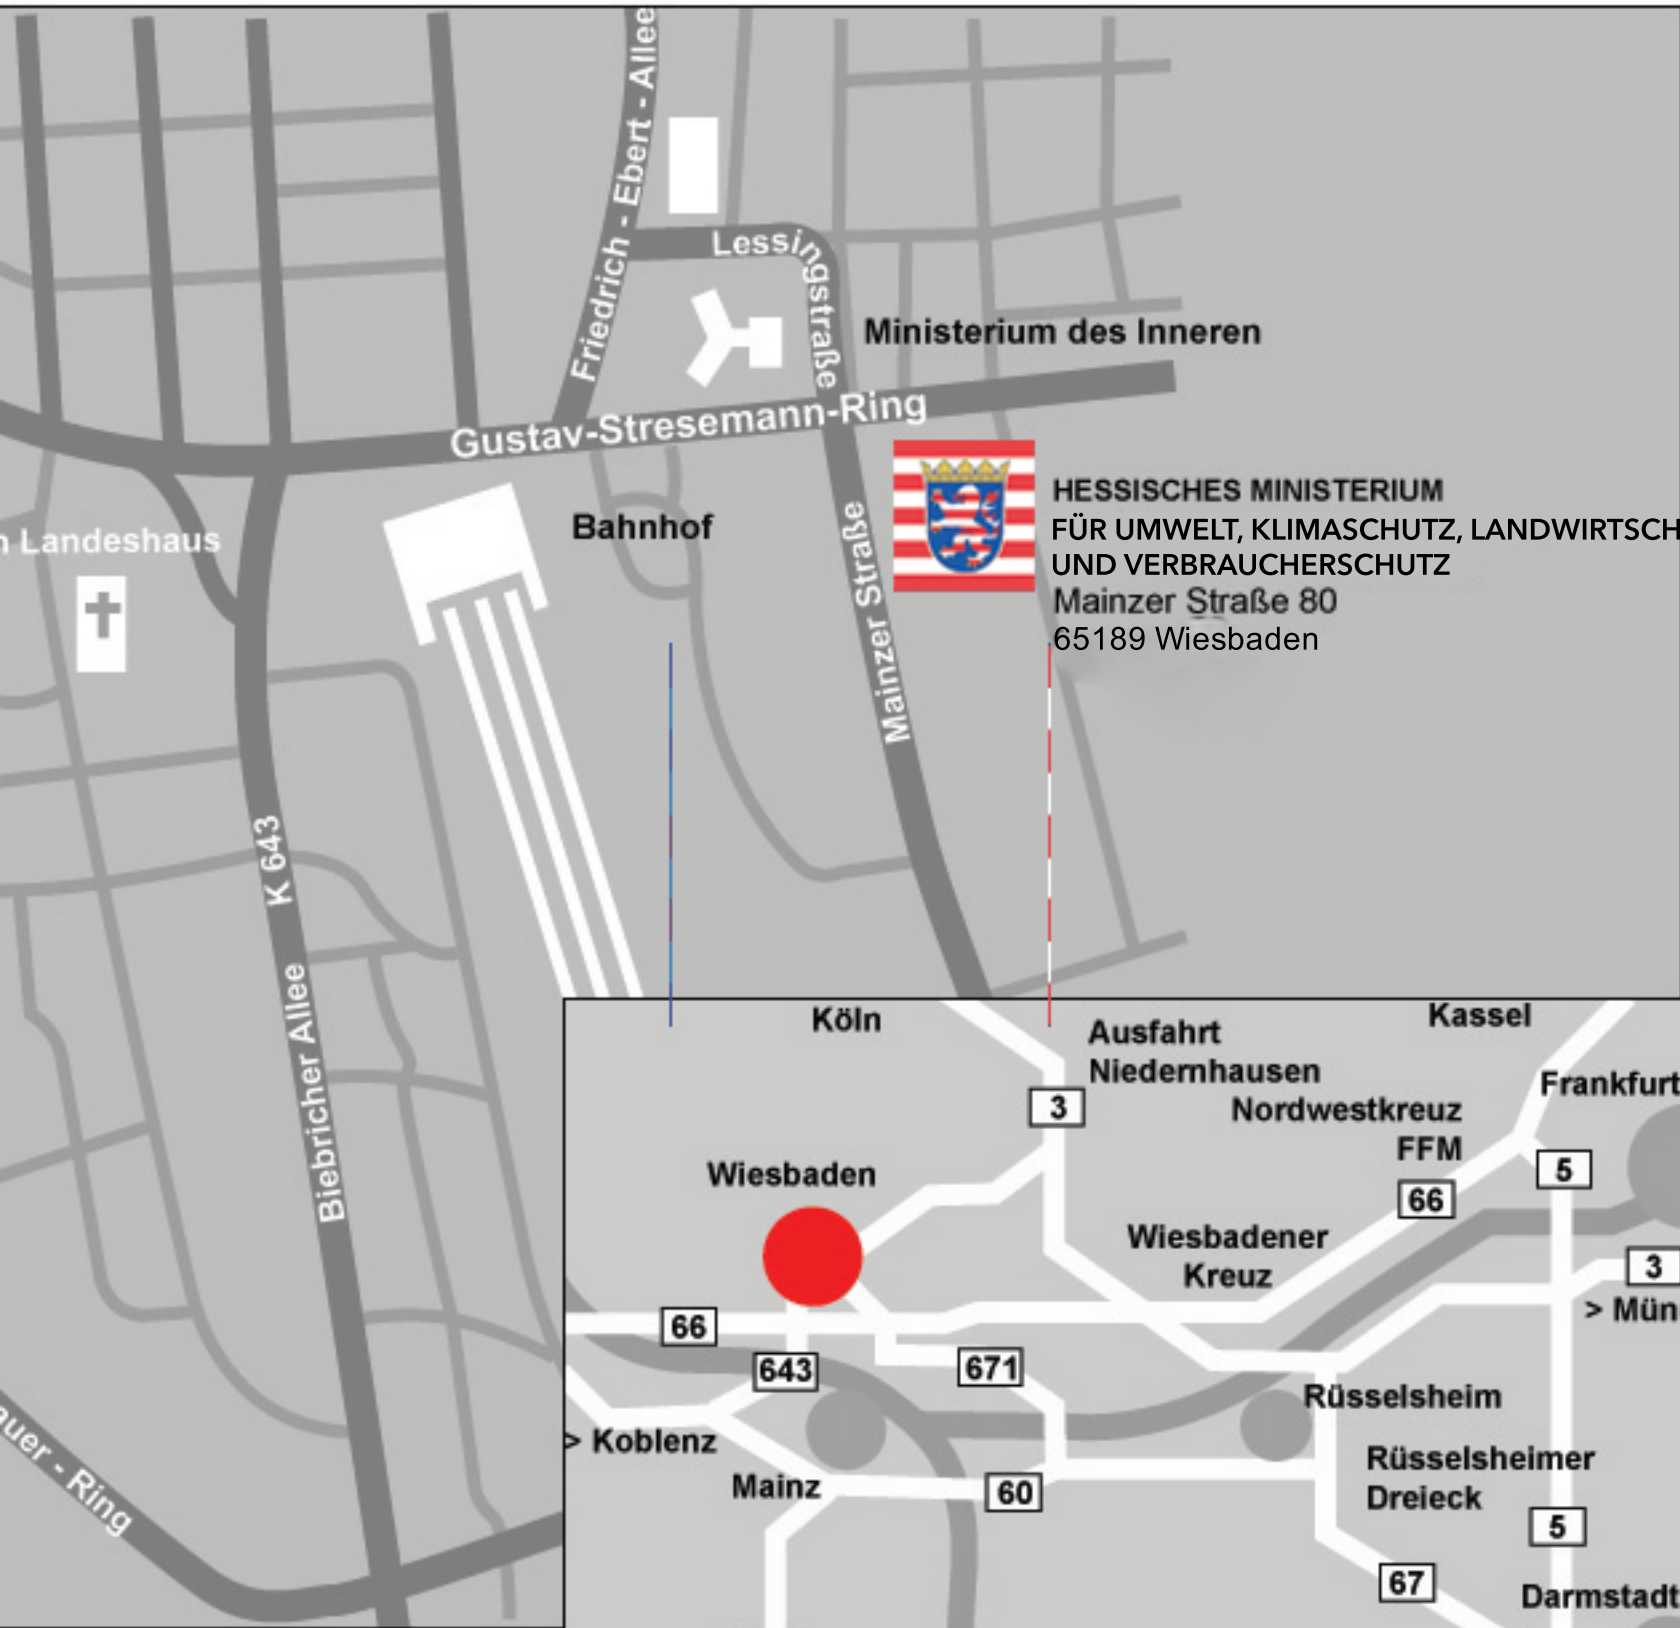 Friedrich - Ebert - Allee
Lessingstraße
Ministerium des Inneren
Gustav-Stresemann-Ring
HESSISCHES MINISTERIUM
FÜR UMWELT, KLIMASCHUTZ, LANDWIRTSCH
UND VERBRAUCHERSCHUTZ
Mainzer Straße 80
65189 Wiesbaden
Bahnhof
n Landeshaus
Mainzer Straße
K 643
Biebricher Allee
auer - Ring
Köln
Kassel
Ausfahrt
Niedernhausen
Frankfurt
3
Nordwestkreuz
FFM
5
Wiesbaden
66
Wiesbadener
Kreuz
3
> Mün
66
643
671
Rüsselsheim
> Koblenz
Mainz
60
Rüsselsheimer
Dreieck
5
67
Darmstadt